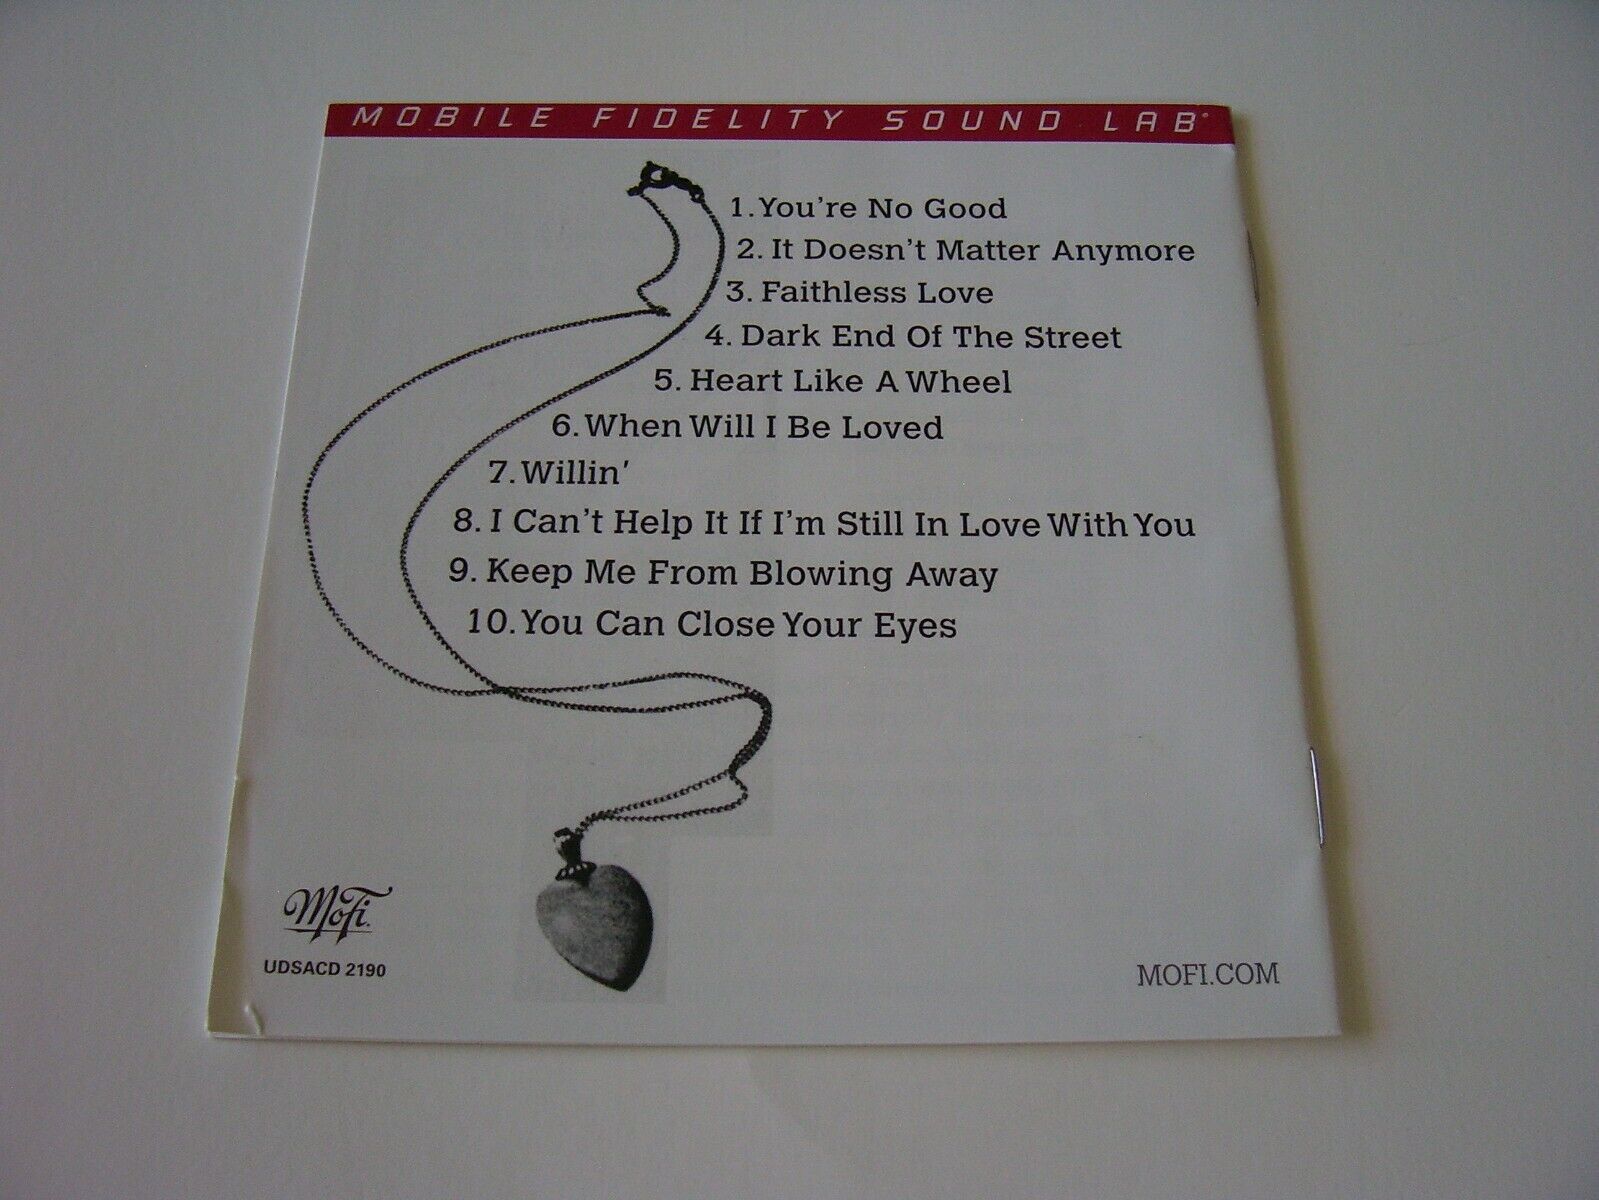 MOBILE FIDELITY SOUND LAB®
1. You're No Good
2. It Doesn't Matter Anymore
3. Faithless Love
4. Dark End Of The Street
5. Heart Like A Wheel
6. When Will I Be Loved
7. Willin'
8. I Can't Help It If I'm Still In Love With You
9. Keep Me From Blowing Away
10. You Can Close Your Eyes
MoFi
UDSACD 2190
MOFI.COM